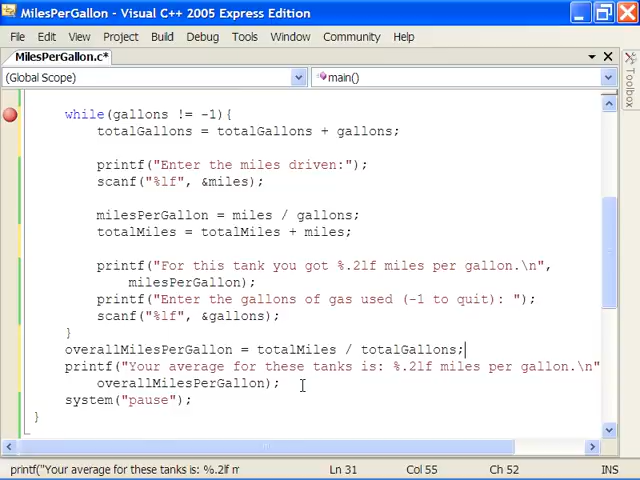 MilesPerGallon - Visual C++ 2005 Express Edition
File Edit View Project Build Debug Tools Window Community Help
MilesPerGallon.c*
(Global Scope) main()
Toolbox
while(gallons != -1){
totalGallons = totalGallons + gallons;
printf("Enter the miles driven:");
scanf("%lf", &miles);
milesPerGallon = miles / gallons;
totalMiles = totalMiles + miles;
printf("For this tank you got %.2lf miles per gallon.\n",
milesPerGallon);
printf("Enter the gallons of gas used (-1 to quit): ");
scanf("%lf", &gallons);
}
overallMilesPerGallon = totalMiles / totalGallons;
printf("Your average for these tanks is: %.2lf miles per gallon.\n"
overallMilesPerGallon);
system("pause");
}
printf("Your average for these tanks is: %.2lf m Ln 31 Col 55 Ch 52 INS